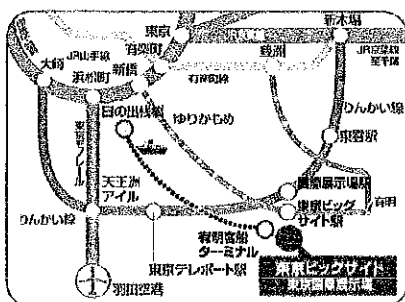 東京
新木場
有楽町
豊洲
JR山手線
JR京葉線
至千葉
大崎
浜松町
新橋
有楽町線
日の出桟橋
ゆりかもめ
りんかい線
東雲駅
東京モノレール
天王洲
アイル
国際展示場駅
有明
東京ビッグ
サイト駅
りんかい線
有明客船
ターミナル
東京テレポート駅
東京ビッグサイト
東京国際展示場
羽田空港